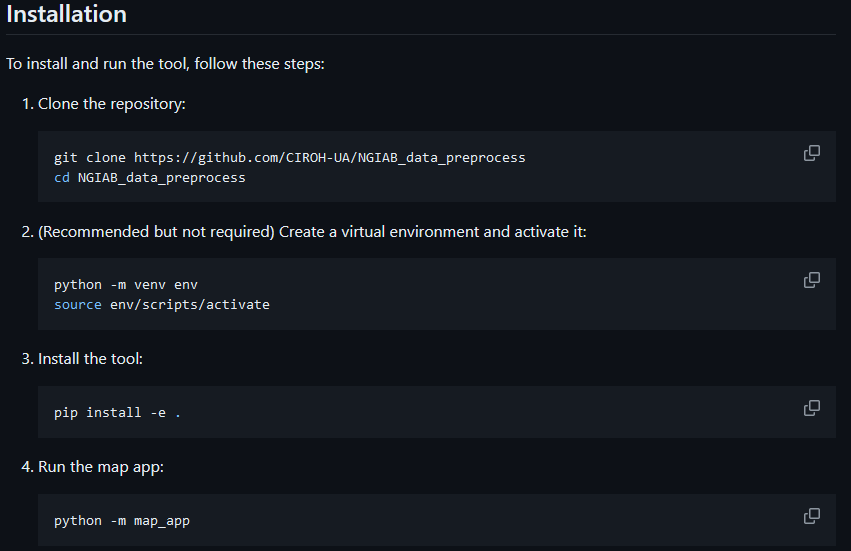 Installation
To install and run the tool, follow these steps:
1. Clone the repository:
git clone https://github.com/CIROH-UA/NGIAB_data_preprocess
cd NGIAB_data_preprocess
2. (Recommended but not required) Create a virtual environment and activate it:
python -m venv env
source env/scripts/activate
3. Install the tool:
pip install -e .
4. Run the map app:
python -m map_app